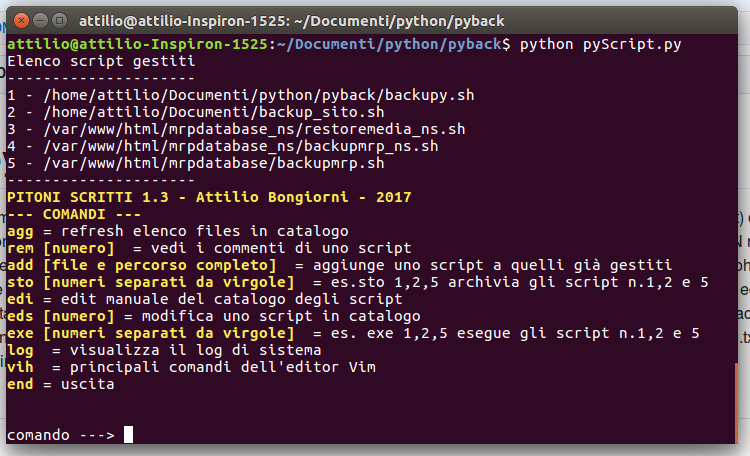 attilio@attilio-Inspiron-1525: ~/Documenti/python/pyback
attilio@attilio-Inspiron-1525:~/Documenti/python/pyback$ python pyScript.py
Elenco script gestiti
---------------------
1 - /home/attilio/Documenti/python/pyback/backupy.sh
2 - /home/attilio/Documenti/backup_sito.sh
3 - /var/www/html/mrpdatabase_ns/restoremedia_ns.sh
4 - /var/www/html/mrpdatabase_ns/backupmrp_ns.sh
5 - /var/www/html/mrpdatabase/backupmrp.sh
---------------------
PITONI SCRITTI 1.3 - Attilio Bongiorni - 2017
--- COMANDI ---
agg = refresh elenco files in catalogo
rem [numero]  = vedi i commenti di uno script
add [file e percorso completo]  = aggiunge uno script a quelli già gestiti
sto [numeri separati da virgole]  = es.sto 1,2,5 archivia gli script n.1,2 e 5
edi = edit manuale del catalogo degli script
eds [numero] = modifica uno script in catalogo
exe [numeri separati da virgole]  = es. exe 1,2,5 esegue gli script n.1,2 e 5
log  = visualizza il log di sistema
vih  = principali comandi dell'editor Vim
end = uscita
comando --->